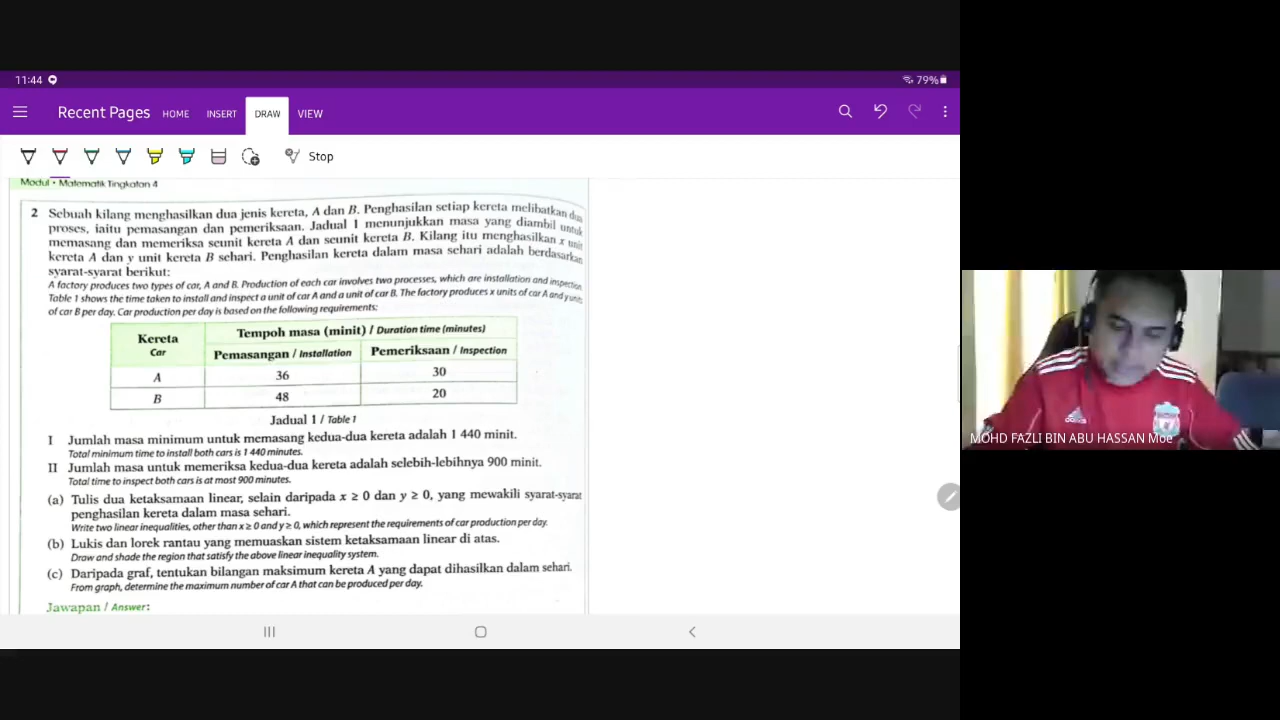 11:44
79%
Recent Pages HOME INSERT DRAW VIEW
Stop
Modul • Matematik Tingkatan 4
2 Sebuah kilang menghasilkan dua jenis kereta, A dan B. Penghasilan setiap kereta melibatkan dua
proses, iaitu pemasangan dan pemeriksaan. Jadual 1 menunjukkan masa yang diambil untuk
memasang dan memeriksa seunit kereta A dan seunit kereta B. Kilang itu menghasilkan x unit
kereta A dan y unit kereta B sehari. Penghasilan kereta dalam masa sehari adalah berdasarkan
syarat-syarat berikut:
A factory produces two types of car, A and B. Production of each car involves two processes, which are installation and inspection.
Table 1 shows the time taken to install and inspect a unit of car A and a unit of car B. The factory produces x units of car A and y units
of car B per day. Car production per day is based on the following requirements:
Kereta
Car
Tempoh masa (minit) / Duration time (minutes)
Pemasangan / Installation
Pemeriksaan / Inspection
A 36 30
B 48 20
Jadual 1 / Table 1
I Jumlah masa minimum untuk memasang kedua-dua kereta adalah 1 440 minit.
Total minimum time to install both cars is 1 440 minutes.
II Jumlah masa untuk memeriksa kedua-dua kereta adalah selebih-lebihnya 900 minit.
Total time to inspect both cars is at most 900 minutes.
(a) Tulis dua ketaksamaan linear, selain daripada x ≥ 0 dan y ≥ 0, yang mewakili syarat-syarat
penghasilan kereta dalam masa sehari.
Write two linear inequalities, other than x ≥ 0 and y ≥ 0, which represent the requirements of car production per day.
(b) Lukis dan lorek rantau yang memuaskan sistem ketaksamaan linear di atas.
Draw and shade the region that satisfy the above linear inequality system.
(c) Daripada graf, tentukan bilangan maksimum kereta A yang dapat dihasilkan dalam sehari.
From graph, determine the maximum number of car A that can be produced per day.
Jawapan / Answer:
MOHD FAZLI BIN ABU HASSAN Moe
adidas